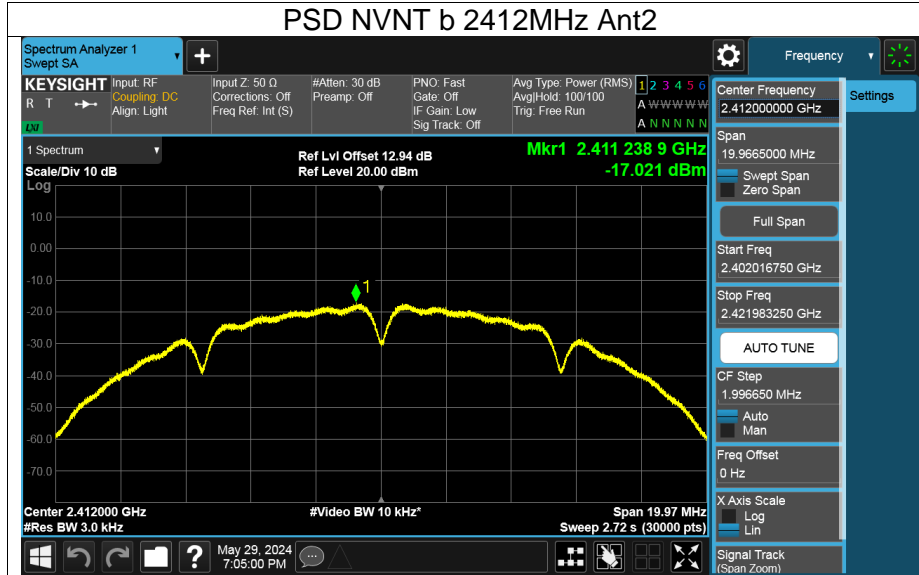 PSD NVNT b 2412MHz Ant2
Spectrum Analyzer 1
Swept SA
+
Frequency
KEYSIGHT
R T
LXI
Input: RF
Coupling: DC
Align: Light
Input Z: 50 Ω
Corrections: Off
Freq Ref: Int (S)
#Atten: 30 dB
Preamp: Off
PNO: Fast
Gate: Off
IF Gain: Low
Sig Track: Off
Avg Type: Power (RMS)
Avg|Hold: 100/100
Trig: Free Run
1 2 3 4 5 6
A W W W W W
A N N N N N
1 Spectrum
Scale/Div 10 dB
Log
Ref Lvl Offset 12.94 dB
Ref Level 20.00 dBm
Mkr1 2.411 238 9 GHz
-17.021 dBm
10.0
0.00
-10.0
-20.0
-30.0
-40.0
-50.0
-60.0
-70.0
1
Center 2.412000 GHz
#Res BW 3.0 kHz
#Video BW 10 kHz*
Span 19.97 MHz
Sweep 2.72 s (30000 pts)
?
May 29, 2024
7:05:00 PM
Center Frequency
2.412000000 GHz
Span
19.9665000 MHz
Swept Span
Zero Span
Full Span
Start Freq
2.402016750 GHz
Stop Freq
2.421983250 GHz
AUTO TUNE
CF Step
1.996650 MHz
Auto
Man
Freq Offset
0 Hz
X Axis Scale
Log
Lin
Signal Track
(Span Zoom)
Settings